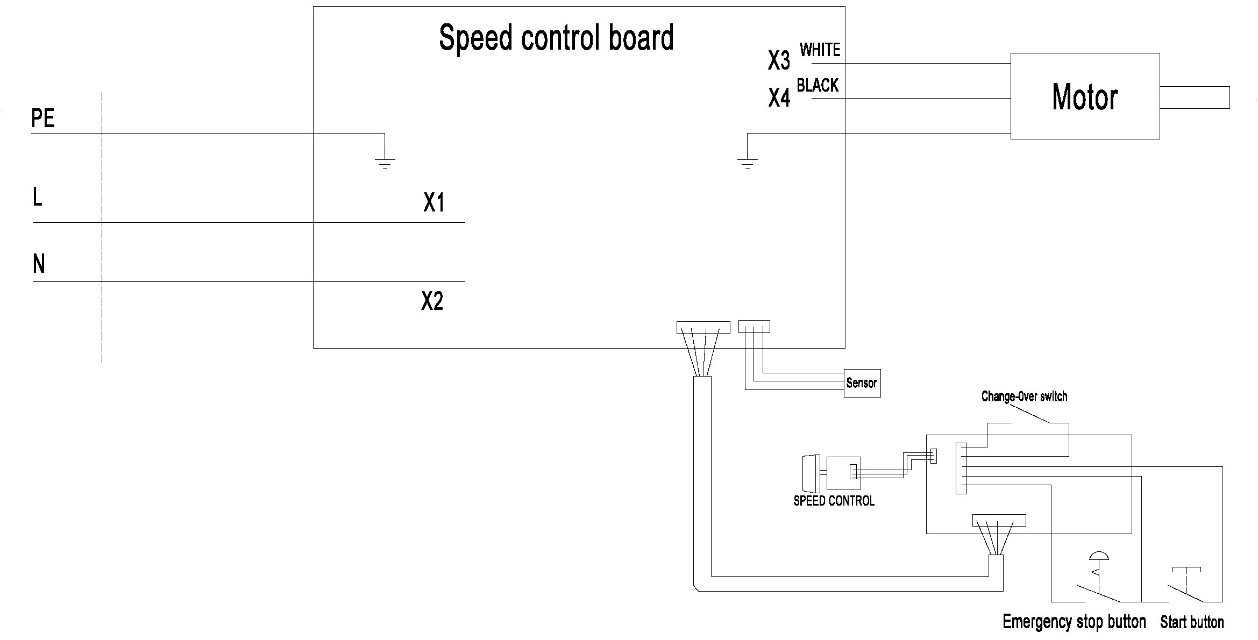 Speed control board
X3 WHITE
X4 BLACK
Motor
PE
L
X1
N
X2
Sensor
Change-Over switch
SPEED CONTROL
Emergency stop button
Start button